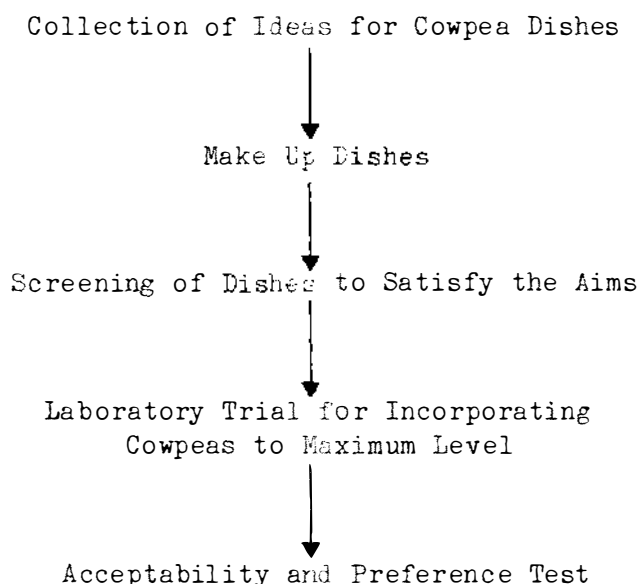 Collection of Ideas for Cowpea Dishes
Make Up Dishes
Screening of Dishes to Satisfy the Aims
Laboratory Trial for Incorporating
Cowpeas to Maximum Level
Acceptability and Preference Test